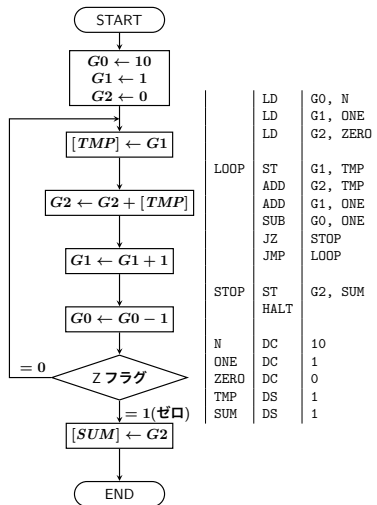 START
G0 ← 10
G1 ← 1
G2 ← 0
[TMP] ← G1
G2 ← G2 + [TMP]
G1 ← G1 + 1
G0 ← G0 − 1
= 0
Z フラグ
= 1(ゼロ)
[SUM] ← G2
END
LD G0, N
LD G1, ONE
LD G2, ZERO
LOOP ST G1, TMP
ADD G2, TMP
ADD G1, ONE
SUB G0, ONE
JZ STOP
JMP LOOP
STOP ST G2, SUM
HALT
N DC 10
ONE DC 1
ZERO DC 0
TMP DS 1
SUM DS 1